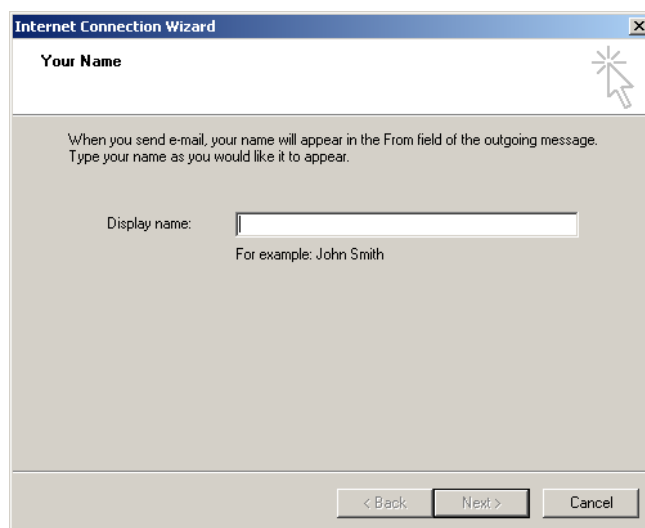 Internet Connection Wizard
Your Name
When you send e-mail, your name will appear in the From field of the outgoing message.
Type your name as you would like it to appear.
Display name:
For example: John Smith
< Back
Next >
Cancel